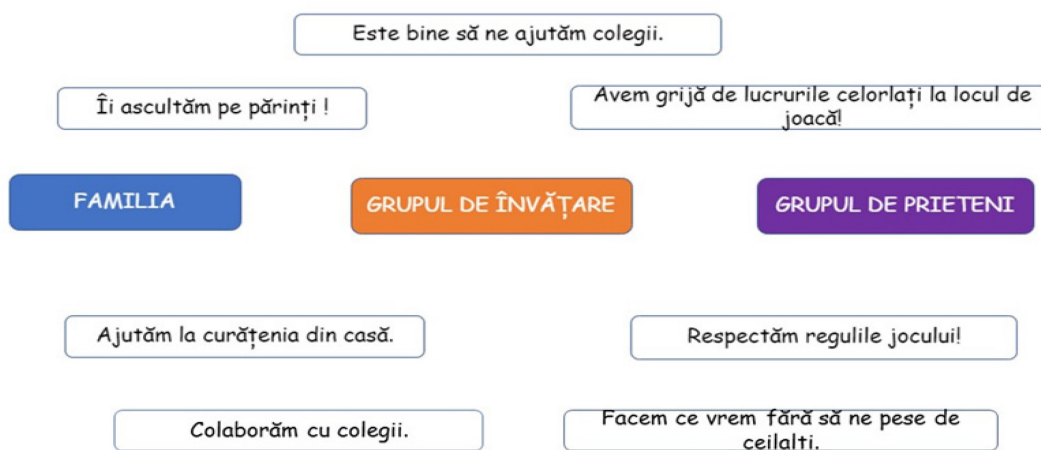 Este bine să ne ajutăm colegii.
Îi ascultăm pe părinți !
Avem grijă de lucrurile celorlați la locul de
joacă!
FAMILIA
GRUPUL DE ÎNVĂȚARE
GRUPUL DE PRIETENI
Ajutăm la curățenia din casă.
Respectăm regulile jocului!
Colaborăm cu colegii.
Facem ce vrem fără să ne pese de
ceilalți.